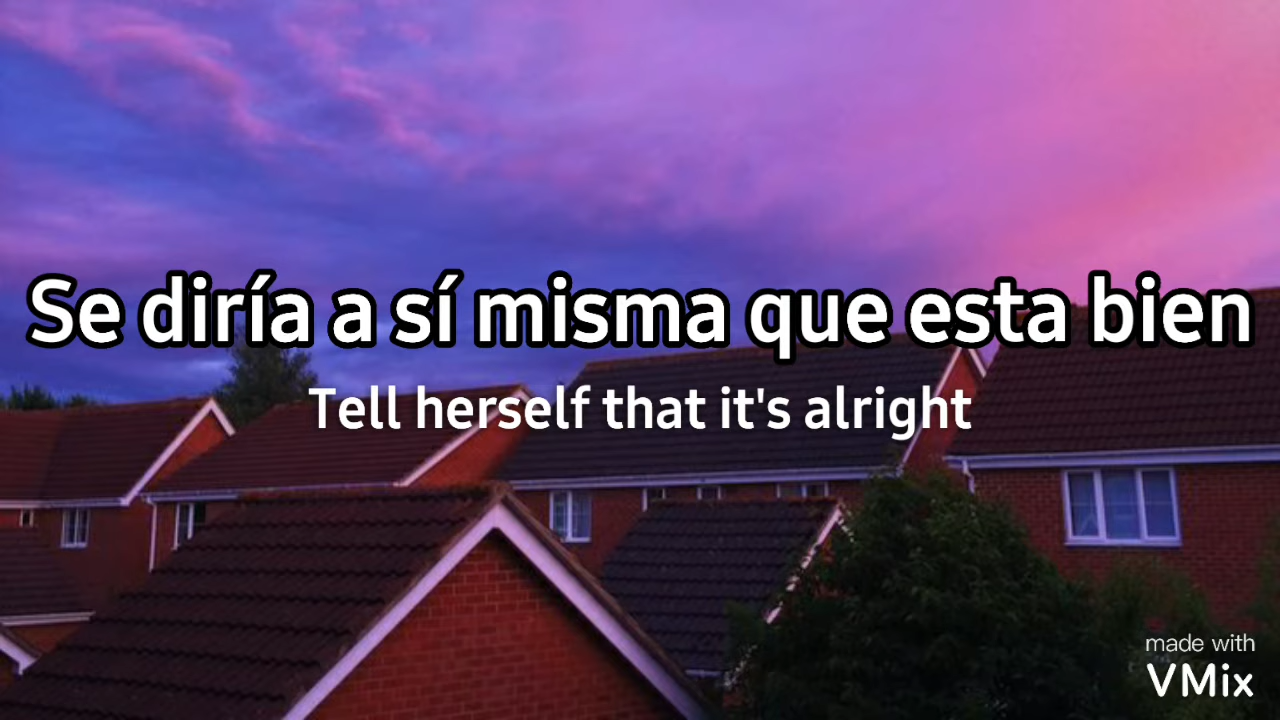 Se diría a sí misma que esta bien
Tell herself that it's alright
made with
VMix